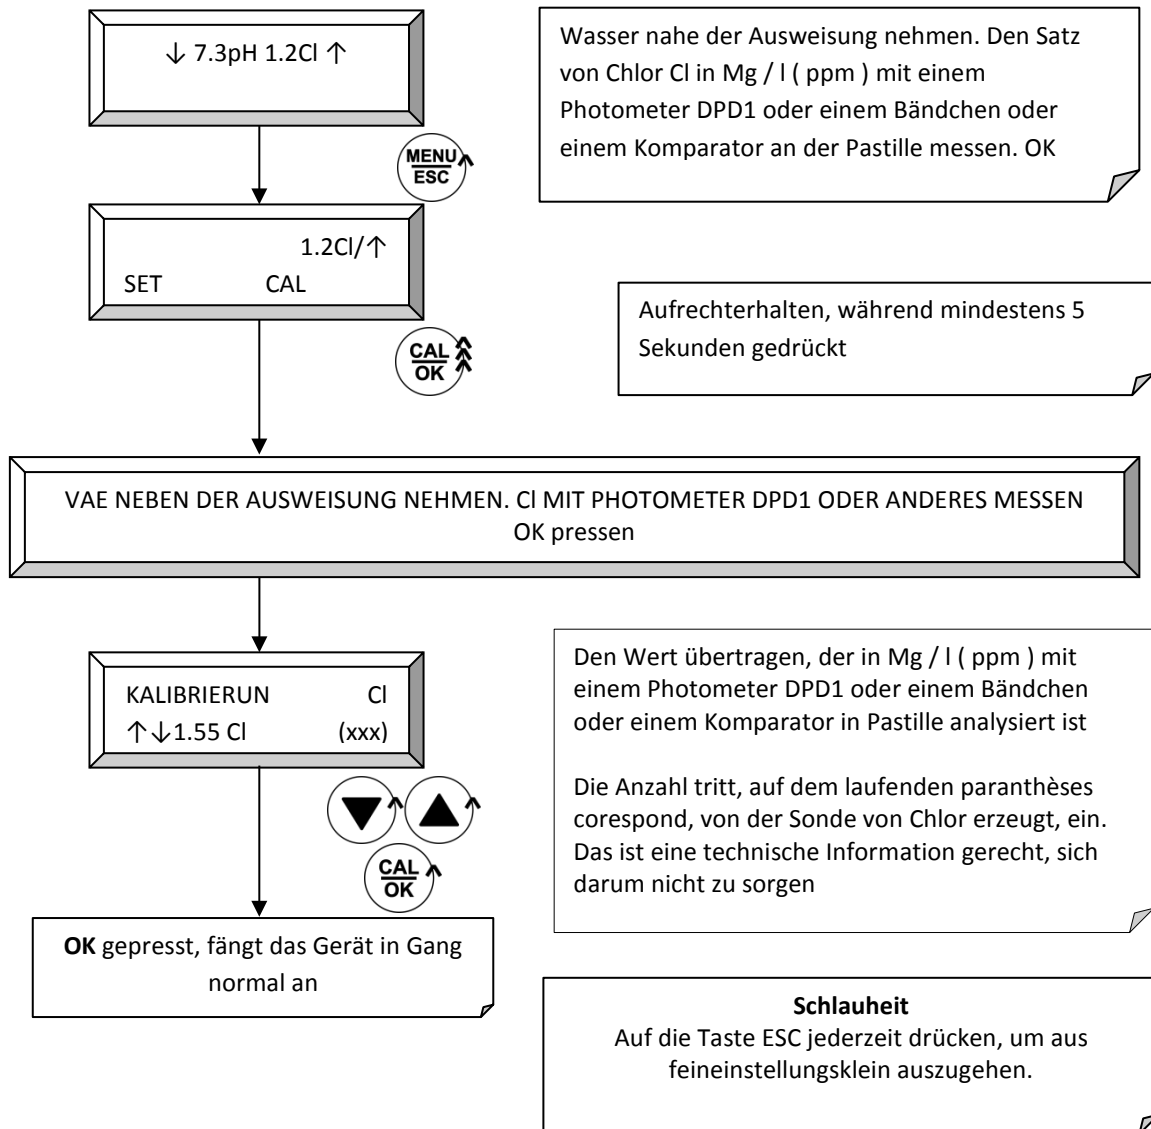 ↓ 7.3pH 1.2Cl ↑
Wasser nahe der Ausweisung nehmen. Den Satz
von Chlor Cl in Mg / l ( ppm ) mit einem
Photometer DPD1 oder einem Bändchen oder
einem Komparator an der Pastille messen. OK
MENU
ESC
1.2Cl/↑
SET CAL
Aufrechterhalten, während mindestens 5
Sekunden gedrückt
CAL
OK
VAE NEBEN DER AUSWEISUNG NEHMEN. Cl MIT PHOTOMETER DPD1 ODER ANDERES MESSEN
OK pressen
KALIBRIERUN Cl
↑↓1.55 Cl (xxx)
Den Wert übertragen, der in Mg / l ( ppm ) mit
einem Photometer DPD1 oder einem Bändchen
oder einem Komparator in Pastille analysiert ist
Die Anzahl tritt, auf dem laufenden paranthèses
corespond, von der Sonde von Chlor erzeugt, ein.
Das ist eine technische Information gerecht, sich
darum nicht zu sorgen
CAL
OK
OK gepresst, fängt das Gerät in Gang
normal an
Schlauheit
Auf die Taste ESC jederzeit drücken, um aus
feineinstellungsklein auszugehen.